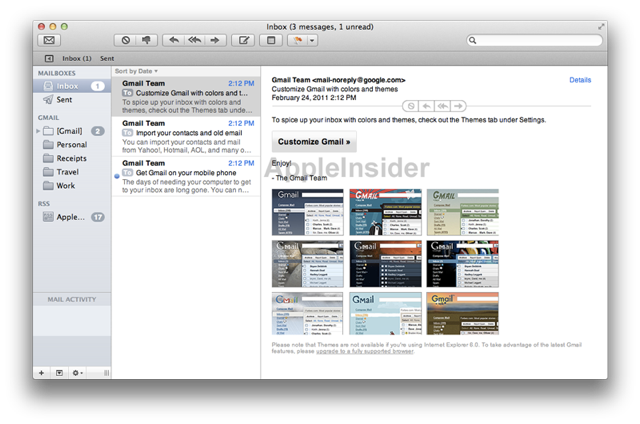 Inbox (3 messages, 1 unread)
Inbox (1) Sent
MAILBOXES
Inbox 1
Sent
GMAIL
[Gmail] 2
Personal
Receipts
Travel
Work
RSS
Apple... 17
MAIL ACTIVITY
Sort by Date
Gmail Team 2:12 PM
To Customize Gmail with colors and t...
To spice up your inbox with colors and
themes, check out the Themes tab under...
Gmail Team 2:12 PM
To Import your contacts and old email
You can import your contacts and mail
from Yahoo!, Hotmail, AOL, and many o...
Gmail Team 2:12 PM
To Get Gmail on your mobile phone
The days of needing your computer to get
to your inbox are long gone. You can n...
Gmail Team <mail-noreply@google.com> Details
Customize Gmail with colors and themes
February 24, 2011 2:12 PM
To spice up your inbox with colors and themes, check out the Themes tab under Settings.
Customize Gmail »
AppleInsider
Enjoy!
- The Gmail Team
Gmail
GMAIL
Gmail
Gmail
Gmail
Gmail
Gmail
Gmail
Gmail
Please note that Themes are not available if you're using Internet Explorer 6.0. To take advantage of the latest Gmail
features, please upgrade to a fully supported browser.